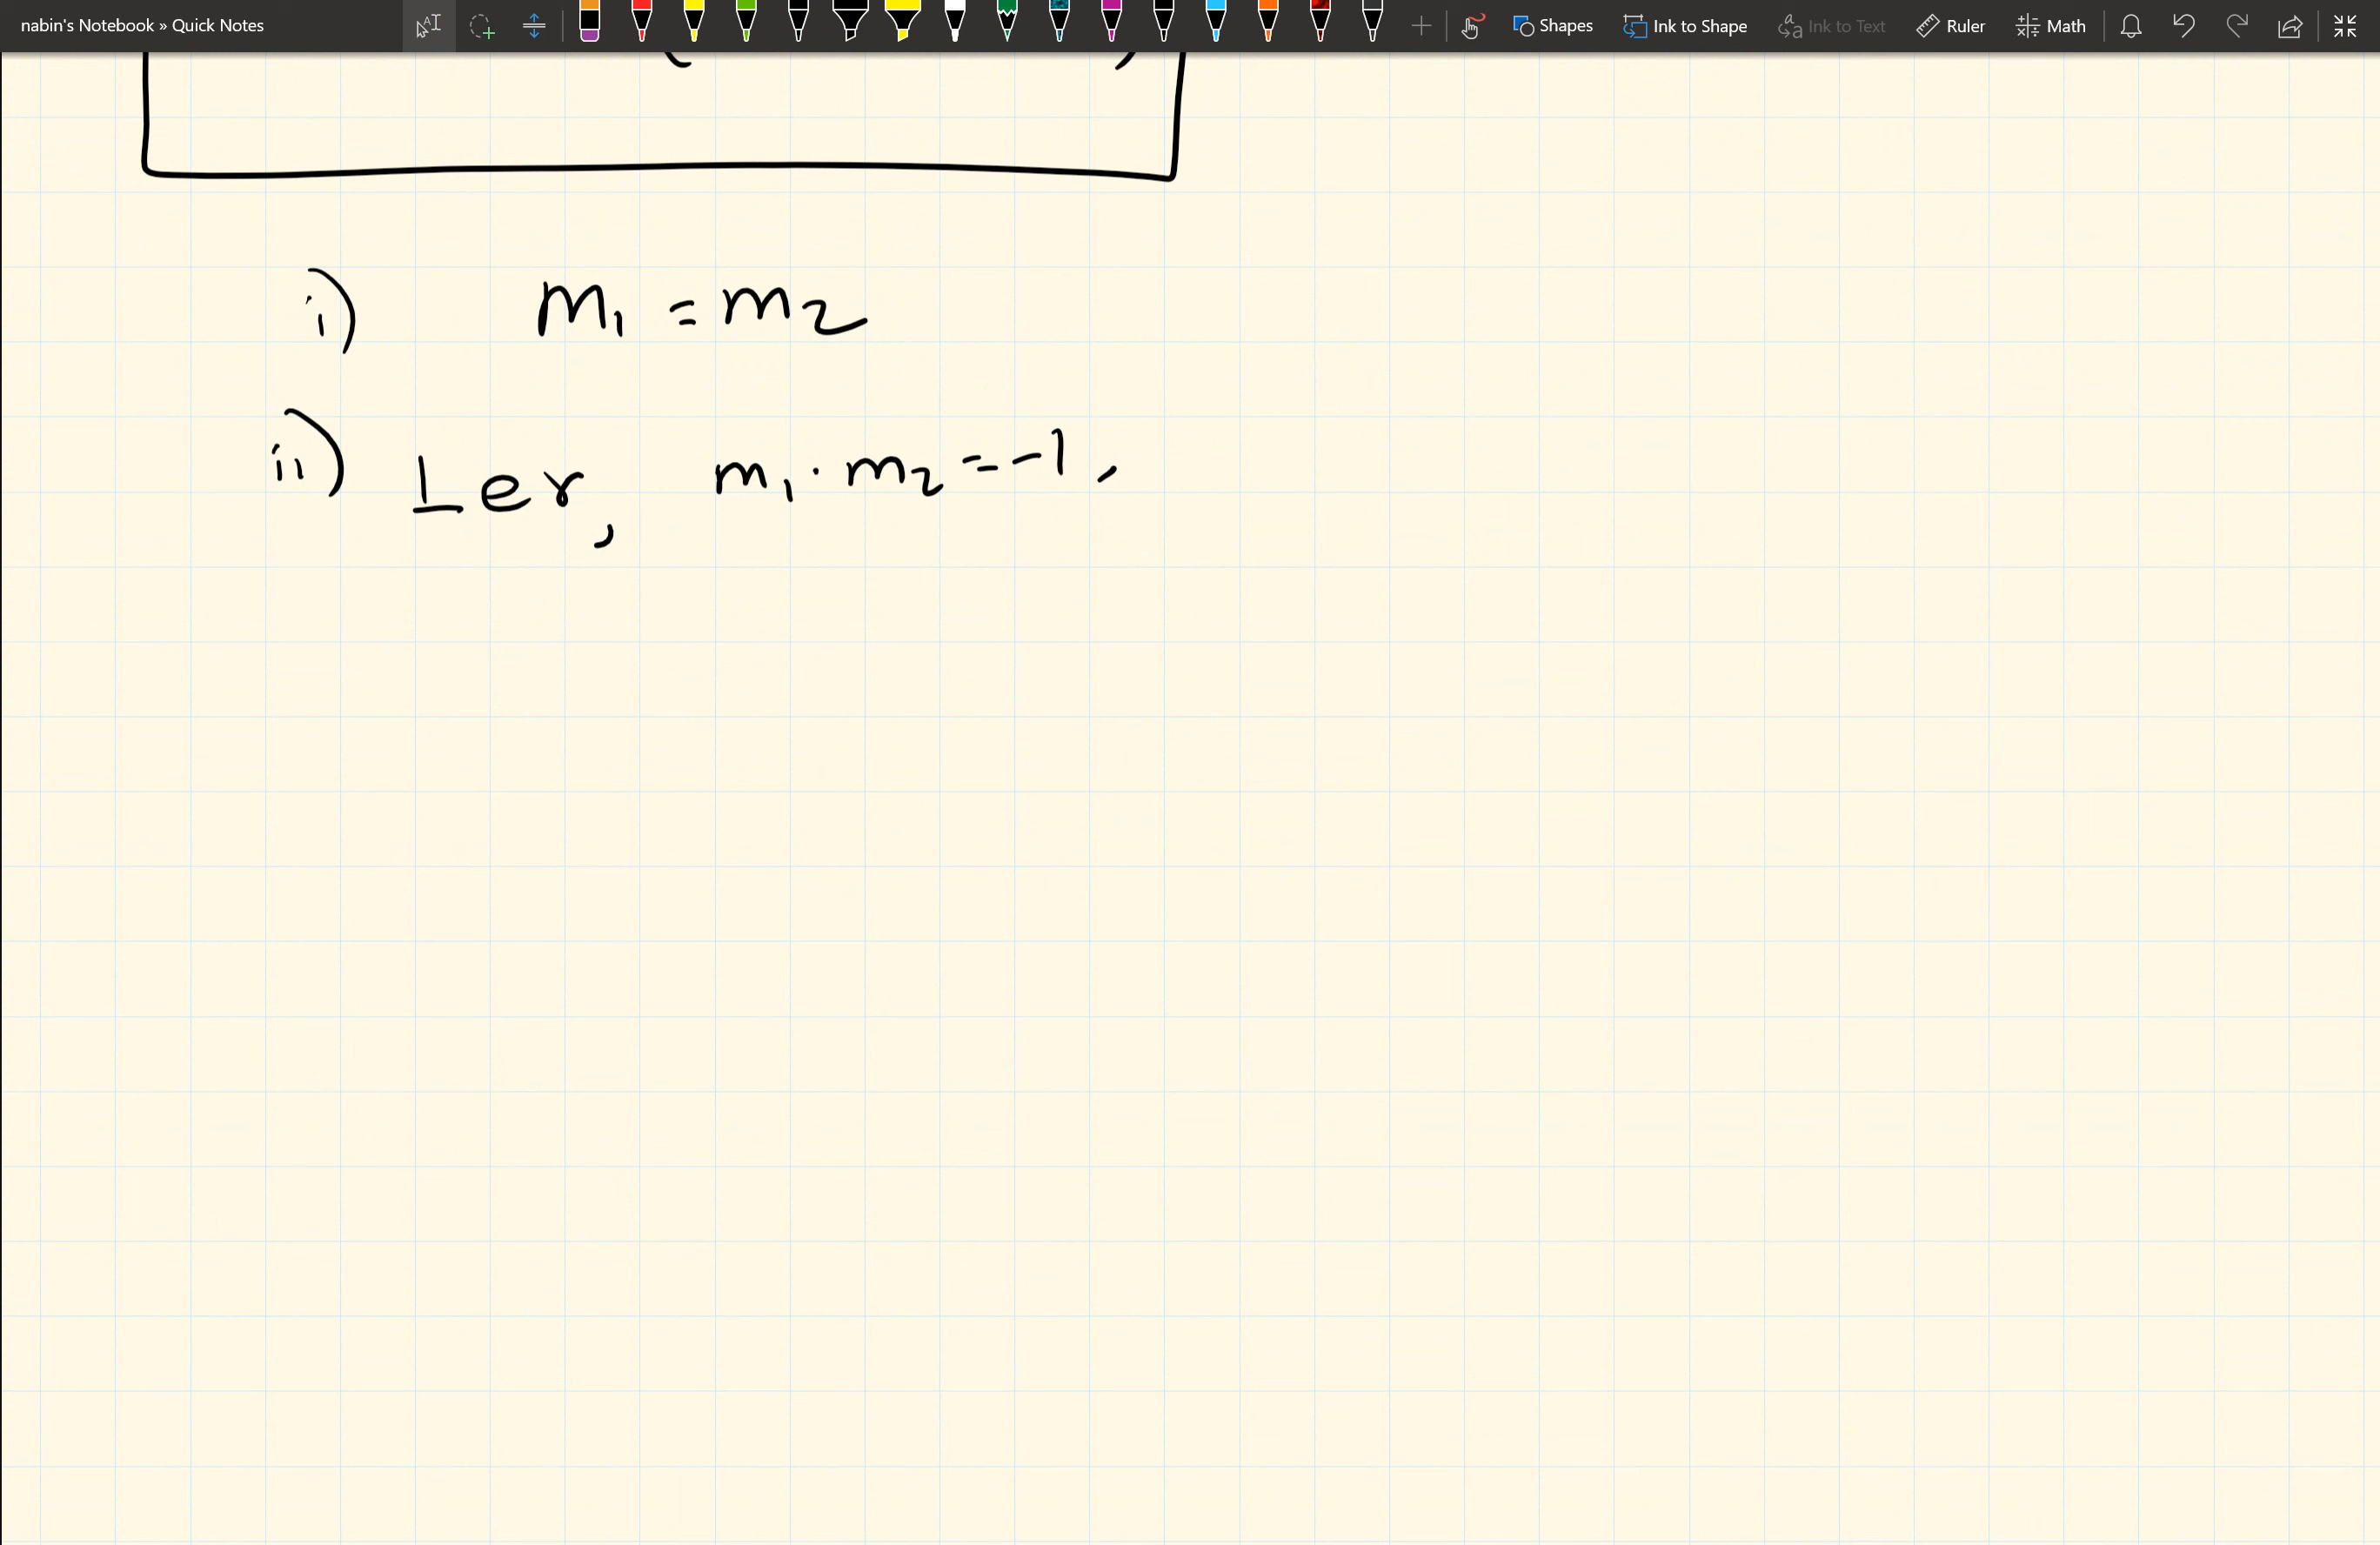 nabin's Notebook » Quick Notes Shapes Ink to Shape Ink to Text Ruler Math
i) m₁ = m₂
ii) Ler, m₁ · m₂ = -1,